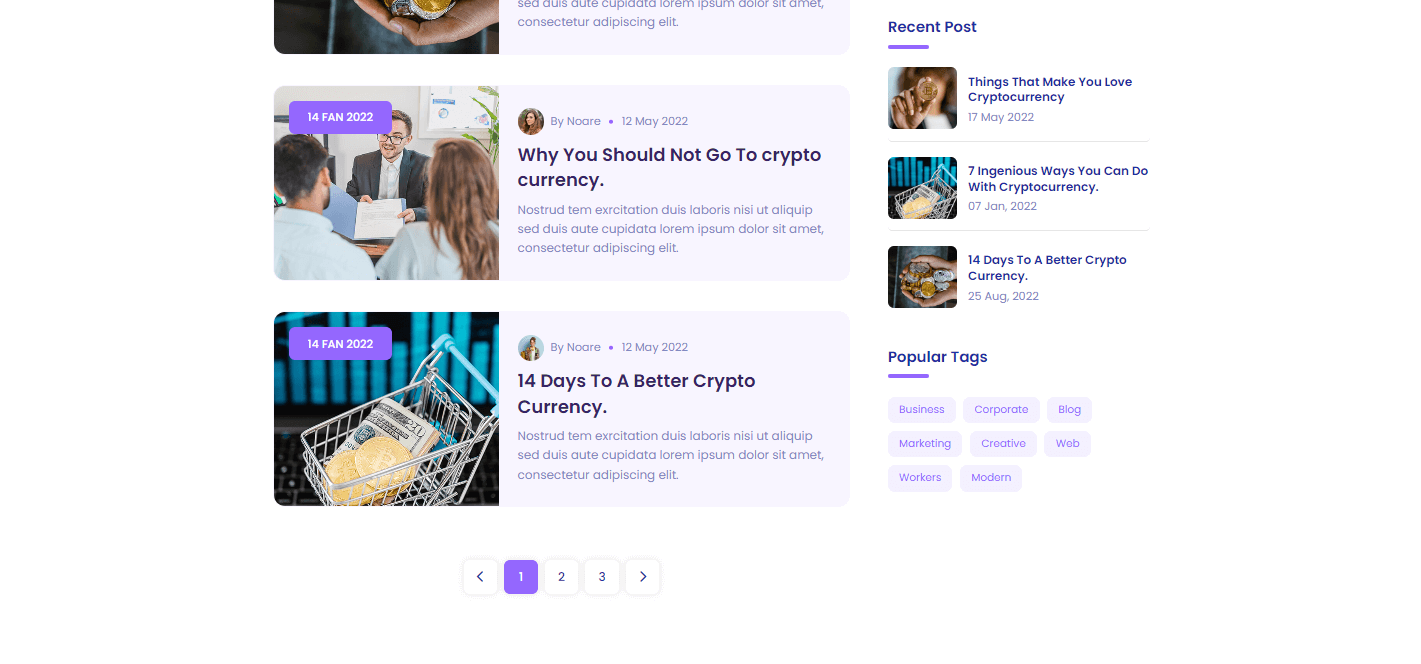 sed duis aute cupidata lorem ipsum dolor sit amet,
consectetur adipiscing elit.
14 FAN 2022
By Noare • 12 May 2022
Why You Should Not Go To crypto
currency.
Nostrud tem exrcitation duis laboris nisi ut aliquip
sed duis aute cupidata lorem ipsum dolor sit amet,
consectetur adipiscing elit.
14 FAN 2022
By Noare • 12 May 2022
14 Days To A Better Crypto
Currency.
Nostrud tem exrcitation duis laboris nisi ut aliquip
sed duis aute cupidata lorem ipsum dolor sit amet,
consectetur adipiscing elit.
1 2 3
Recent Post
Things That Make You Love
Cryptocurrency
17 May 2022
7 Ingenious Ways You Can Do
With Cryptocurrency.
07 Jan, 2022
14 Days To A Better Crypto
Currency.
25 Aug, 2022
Popular Tags
Business Corporate Blog
Marketing Creative Web
Workers Modern